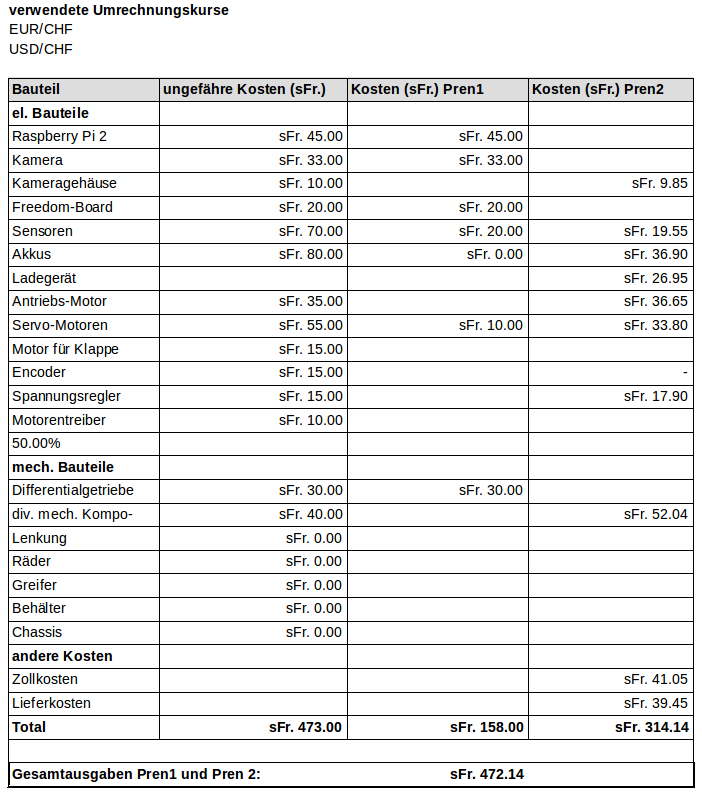 verwendete Umrechnungskurse
EUR/CHF
USD/CHF
Bauteil ungefähre Kosten (sFr.) Kosten (sFr.) Pren1 Kosten (sFr.) Pren2
el. Bauteile
Raspberry Pi 2 sFr. 45.00 sFr. 45.00
Kamera sFr. 33.00 sFr. 33.00
Kameragehäuse sFr. 10.00 sFr. 9.85
Freedom-Board sFr. 20.00 sFr. 20.00
Sensoren sFr. 70.00 sFr. 20.00 sFr. 19.55
Akkus sFr. 80.00 sFr. 0.00 sFr. 36.90
Ladegerät sFr. 26.95
Antriebs-Motor sFr. 35.00 sFr. 36.65
Servo-Motoren sFr. 55.00 sFr. 10.00 sFr. 33.80
Motor für Klappe sFr. 15.00
Encoder sFr. 15.00 -
Spannungsregler sFr. 15.00 sFr. 17.90
Motorentreiber sFr. 10.00
50.00%
mech. Bauteile
Differentialgetriebe sFr. 30.00 sFr. 30.00
div. mech. Kompo- sFr. 40.00 sFr. 52.04
Lenkung sFr. 0.00
Räder sFr. 0.00
Greifer sFr. 0.00
Behälter sFr. 0.00
Chassis sFr. 0.00
andere Kosten
Zollkosten sFr. 41.05
Lieferkosten sFr. 39.45
Total sFr. 473.00 sFr. 158.00 sFr. 314.14
Gesamtausgaben Pren1 und Pren 2: sFr. 472.14